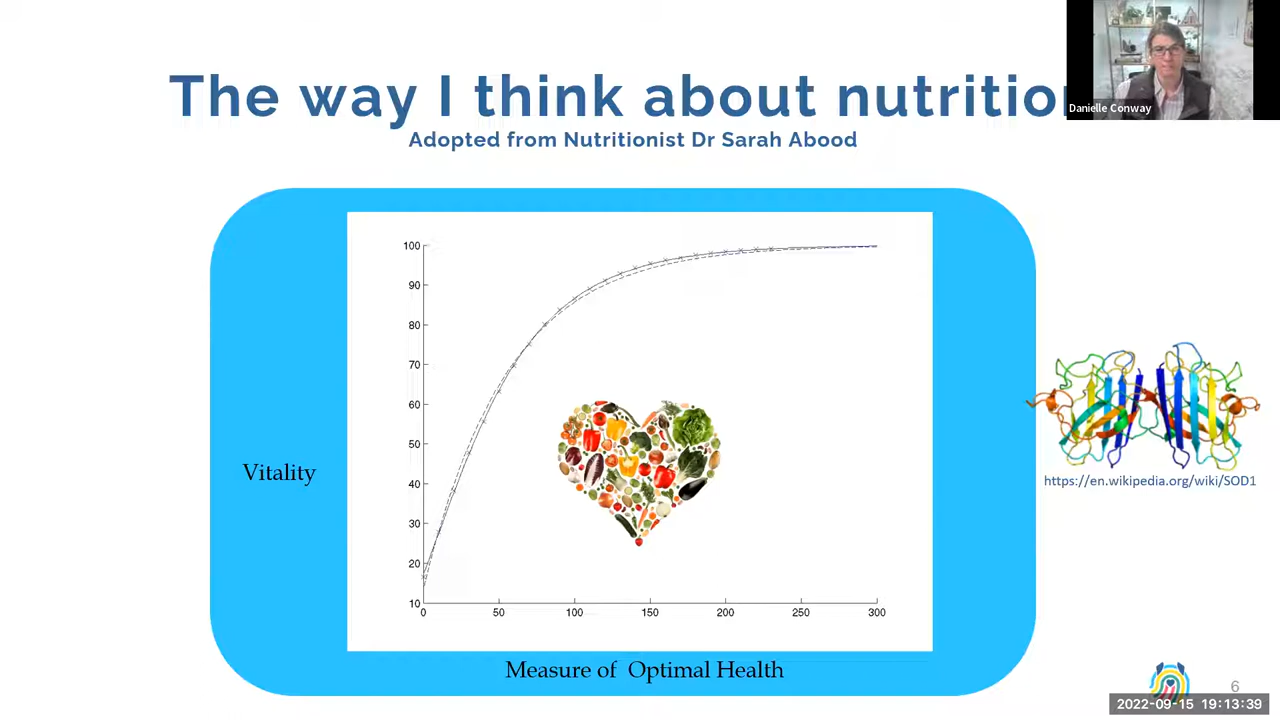 The way I think about nutrition
Adopted from Nutritionist Dr Sarah Abood
Danielle Conway
100
90
80
70
60
50
40
30
20
10
0 50 100 150 200 250 300
Vitality
Measure of Optimal Health
https://en.wikipedia.org/wiki/SOD1
6
2022-09-15 19:13:39